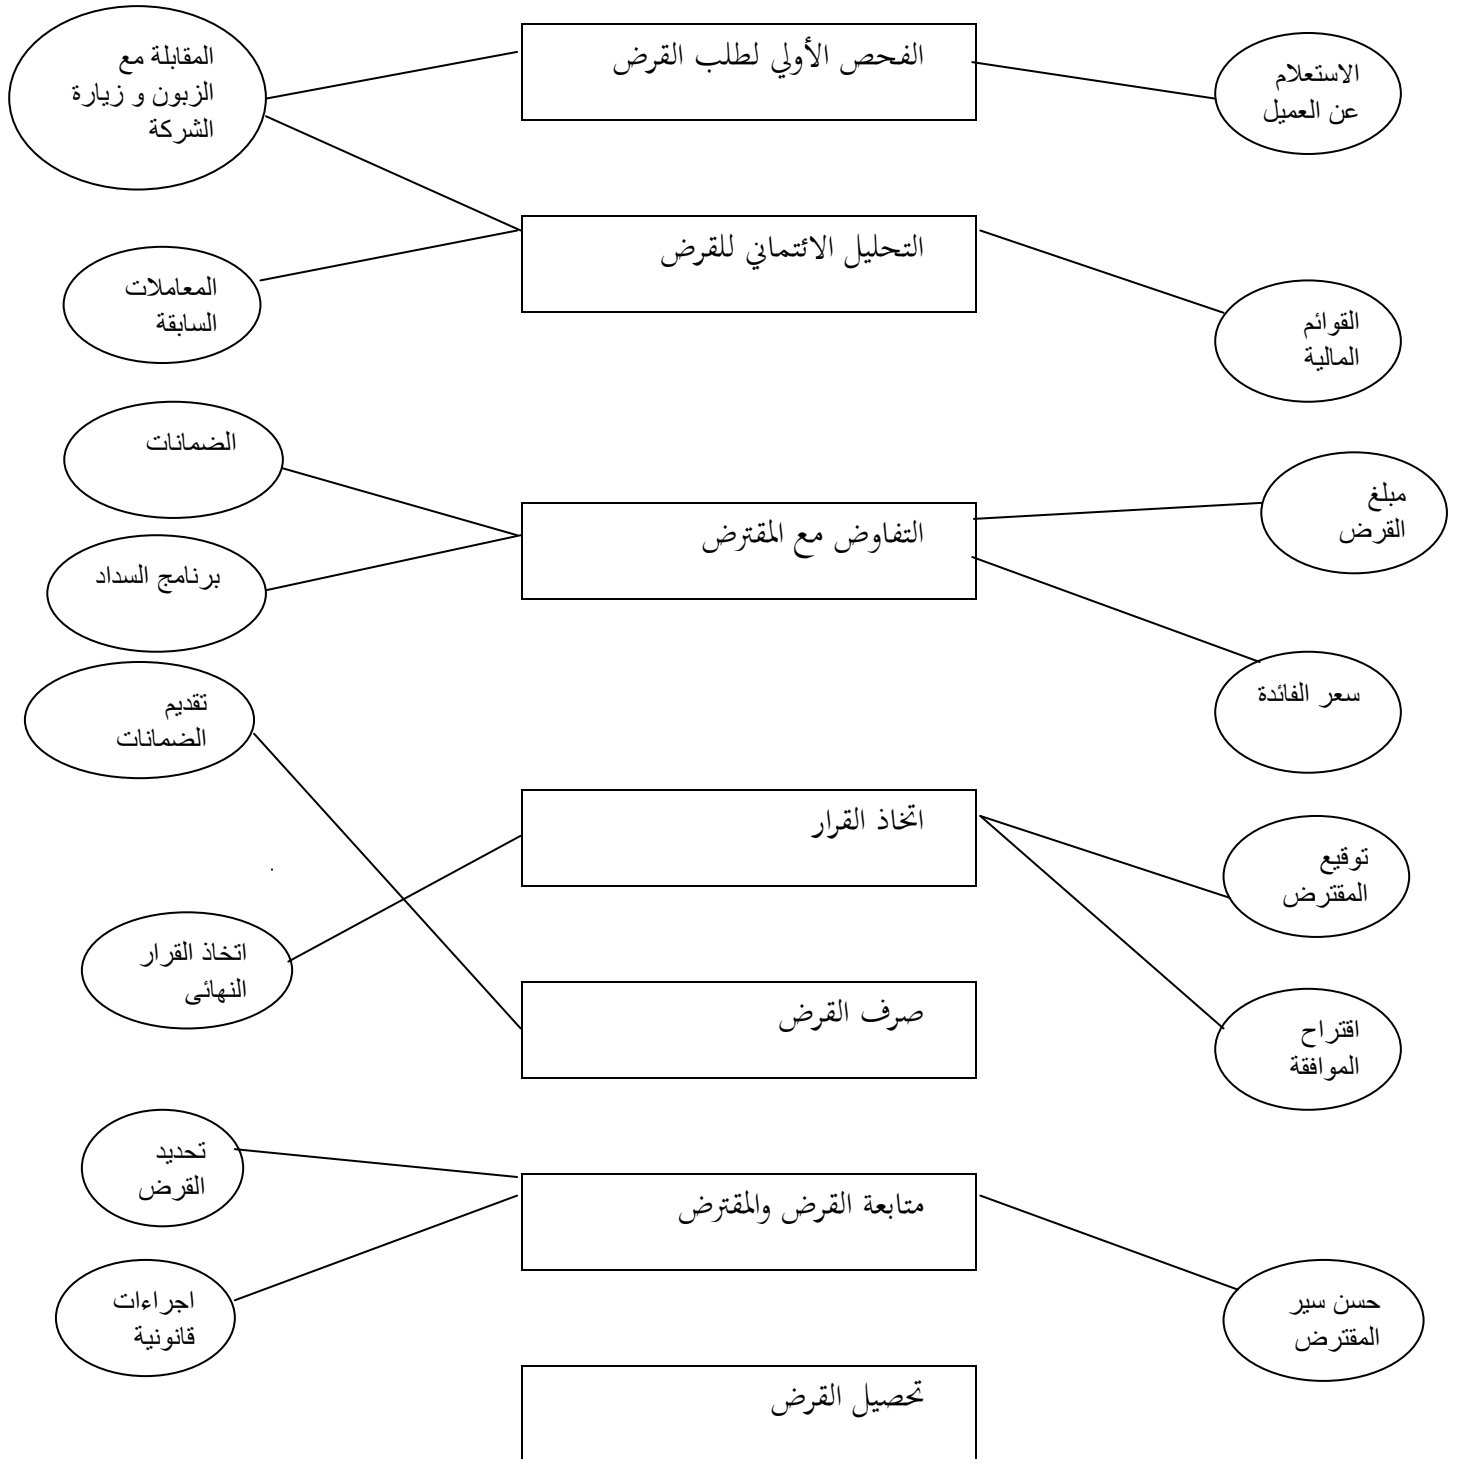 الفحص الأولي لطلب القرض
الاستعلام
عن العميل
المقابلة مع
الزبون و زيارة
الشركة
التحليل الائتماني للقرض
القوائم
المالية
المعاملات
السابقة
الضمانات
مبلغ
القرض
التفاوض مع المقترض
برنامج السداد
سعر الفائدة
تقديم
الضمانات
اتخاذ القرار
توقيع
المقترض
اتخاذ القرار
النهائى
صرف القرض
اقتراح
الموافقة
تحديد
القرض
متابعة القرض والمقترض
حسن سير
المقترض
اجراءات
قانونية
تحصيل القرض